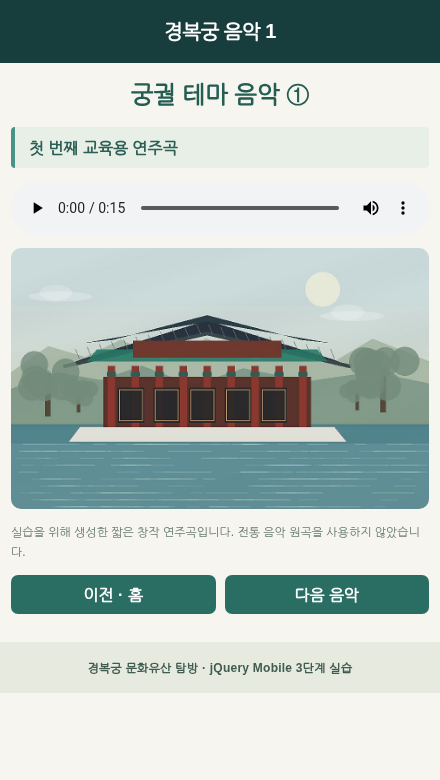 경복궁 음악 1
궁궐 테마 음악 ①
첫 번째 교육용 연주곡
0:00 / 0:15
실습을 위해 생성한 짧은 창작 연주곡입니다. 전통 음악 원곡을 사용하지 않았습니
다.
이전 · 홈
다음 음악
경복궁 문화유산 탐방 · jQuery Mobile 3단계 실습